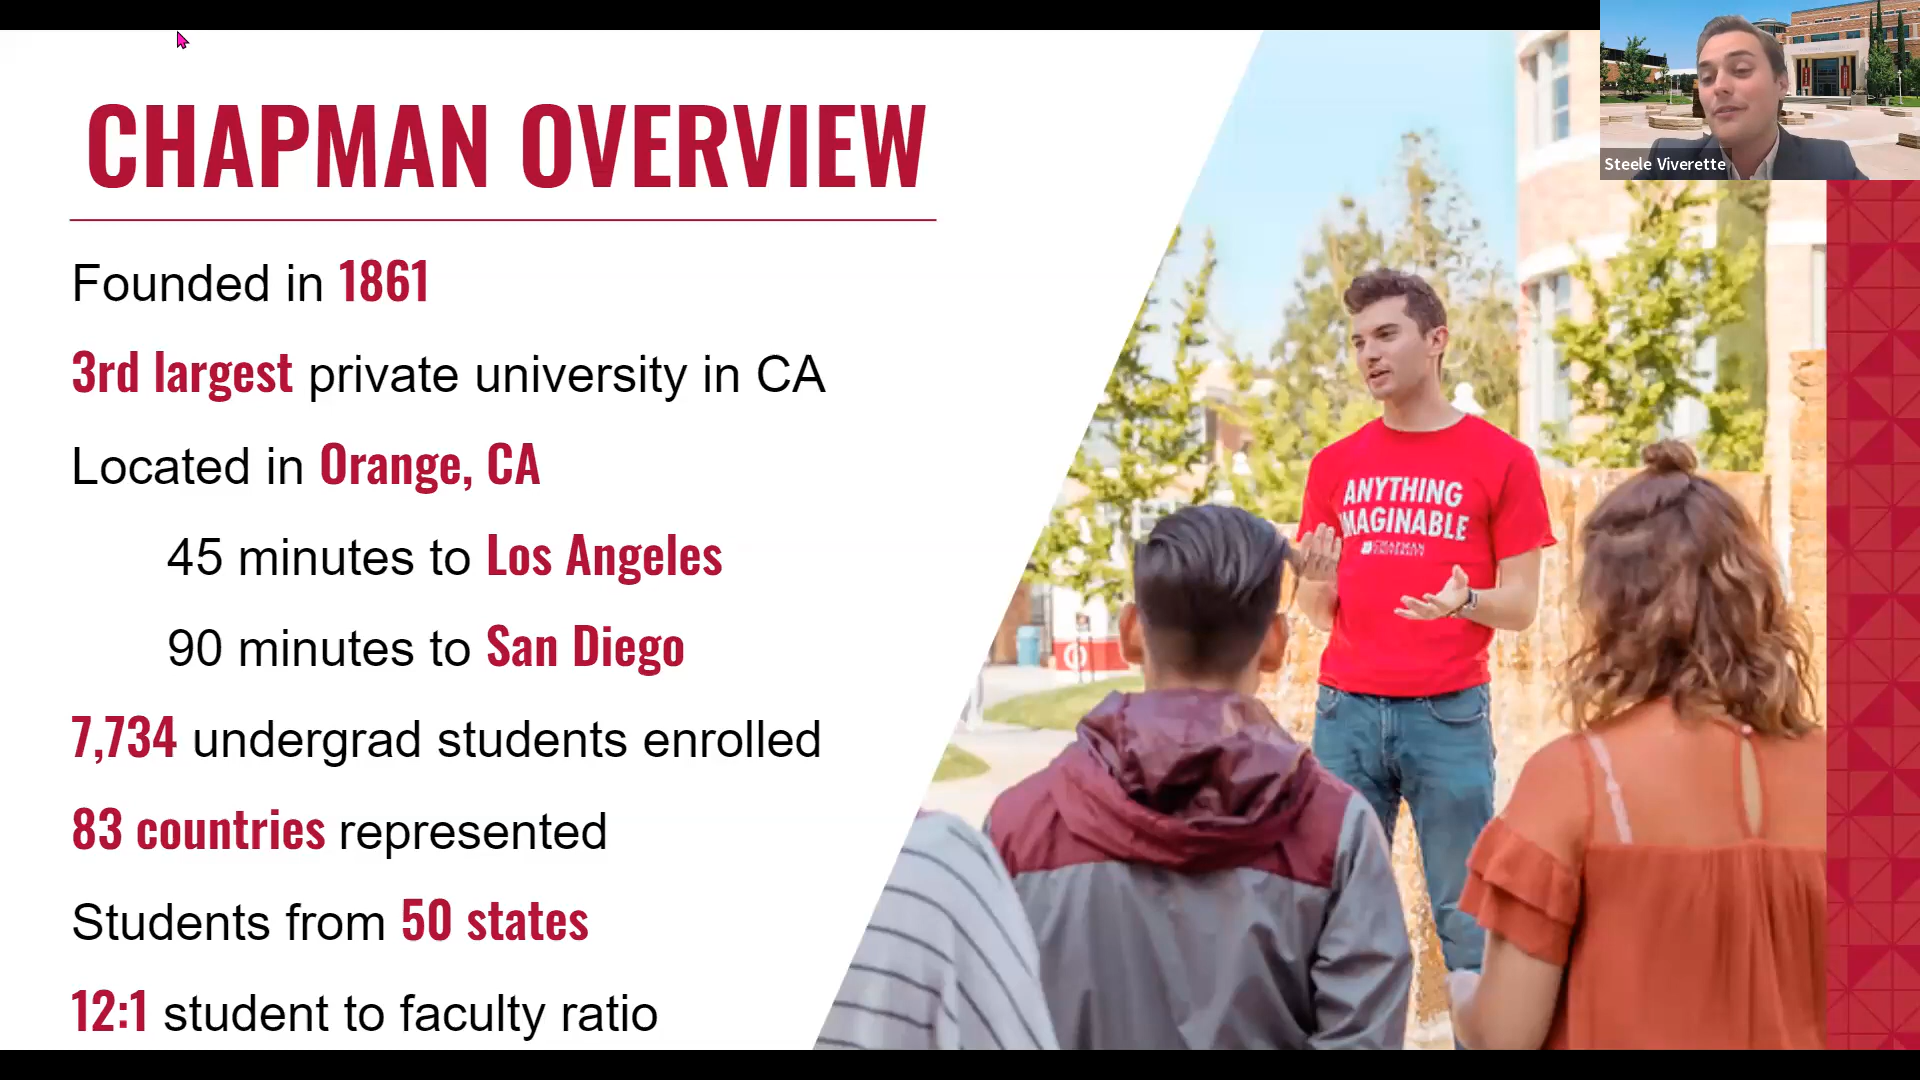 CHAPMAN OVERVIEW
Founded in 1861
3rd largest private university in CA
Located in Orange, CA
45 minutes to Los Angeles
90 minutes to San Diego
7,734 undergrad students enrolled
83 countries represented
Students from 50 states
12:1 student to faculty ratio
Steele Viverette
ANYTHING
IMAGINABLE
CHAPMAN
UNIVERSITY